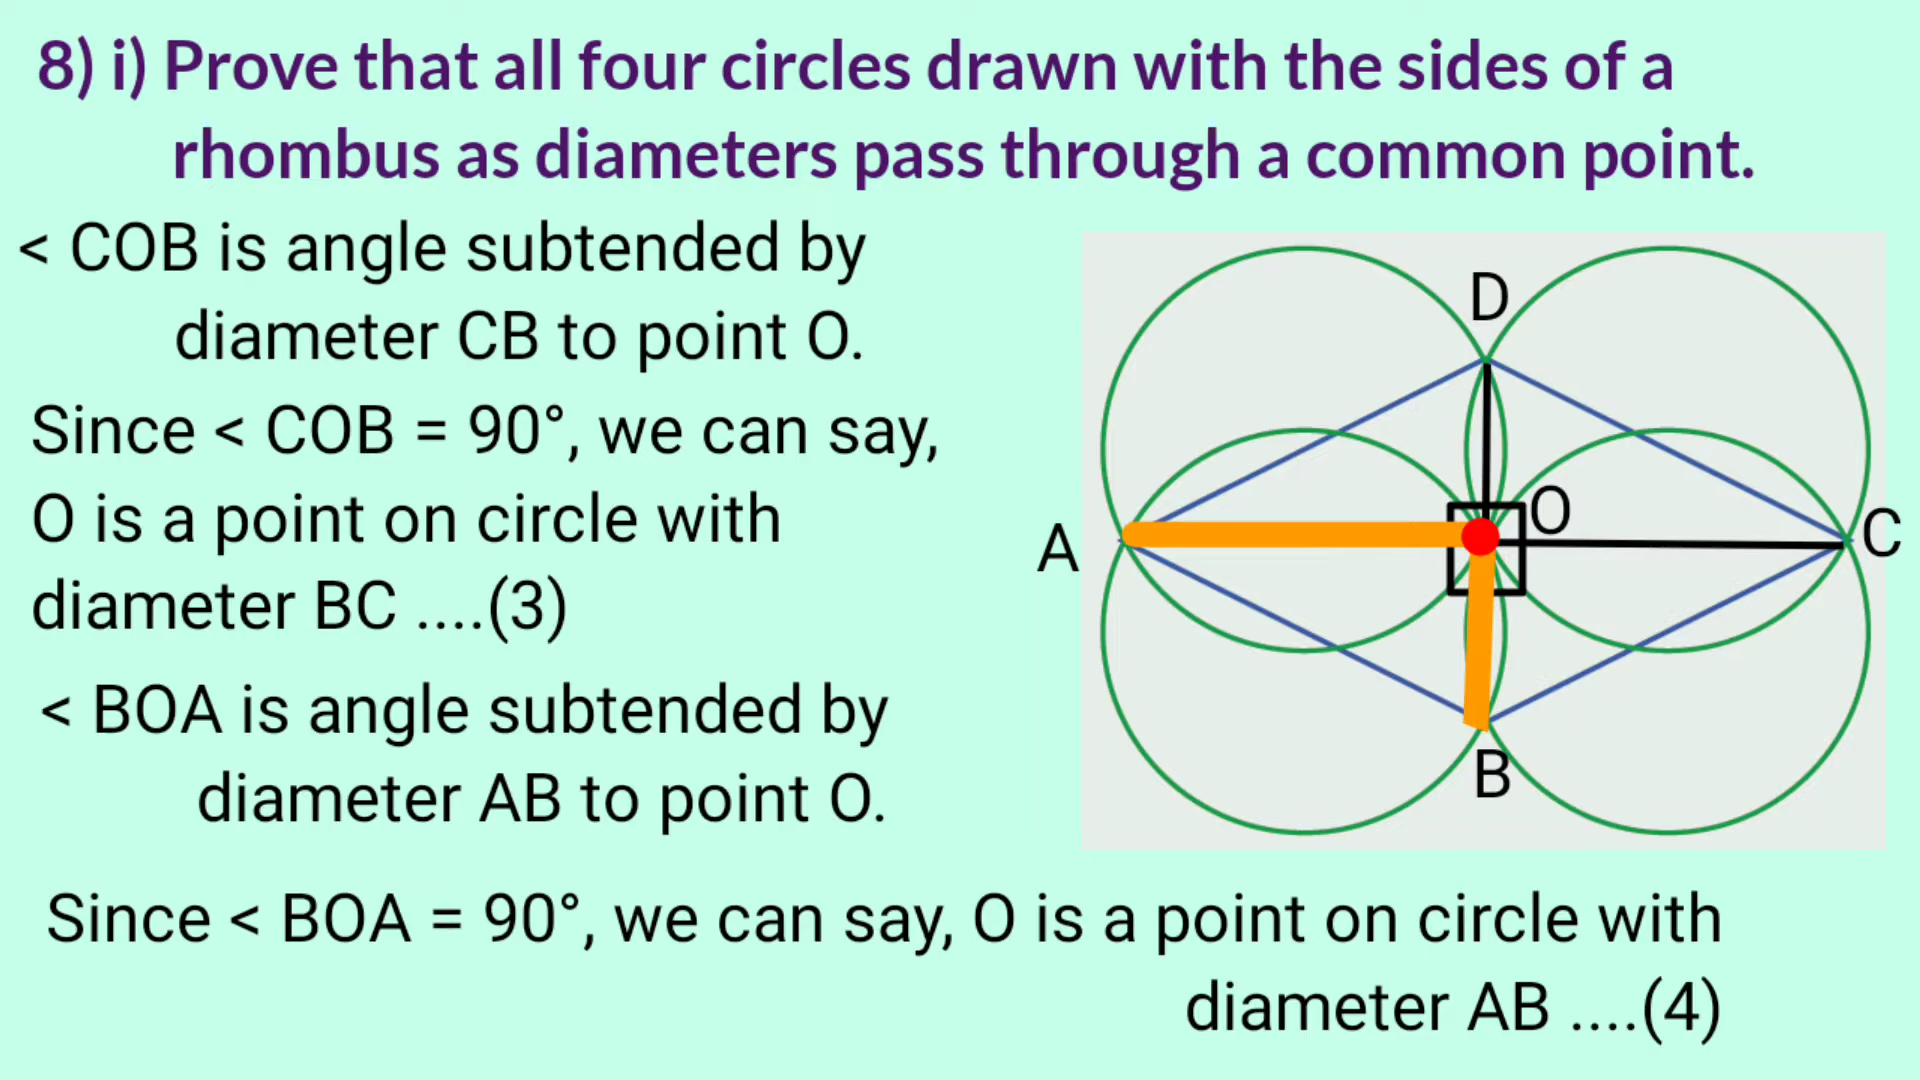 8) i) Prove that all four circles drawn with the sides of a
rhombus as diameters pass through a common point.
< COB is angle subtended by
diameter CB to point O.
Since < COB = 90°, we can say,
O is a point on circle with
diameter BC ....(3)
< BOA is angle subtended by
diameter AB to point O.
Since < BOA = 90°, we can say, O is a point on circle with
diameter AB ....(4)
D
O
A
C
B